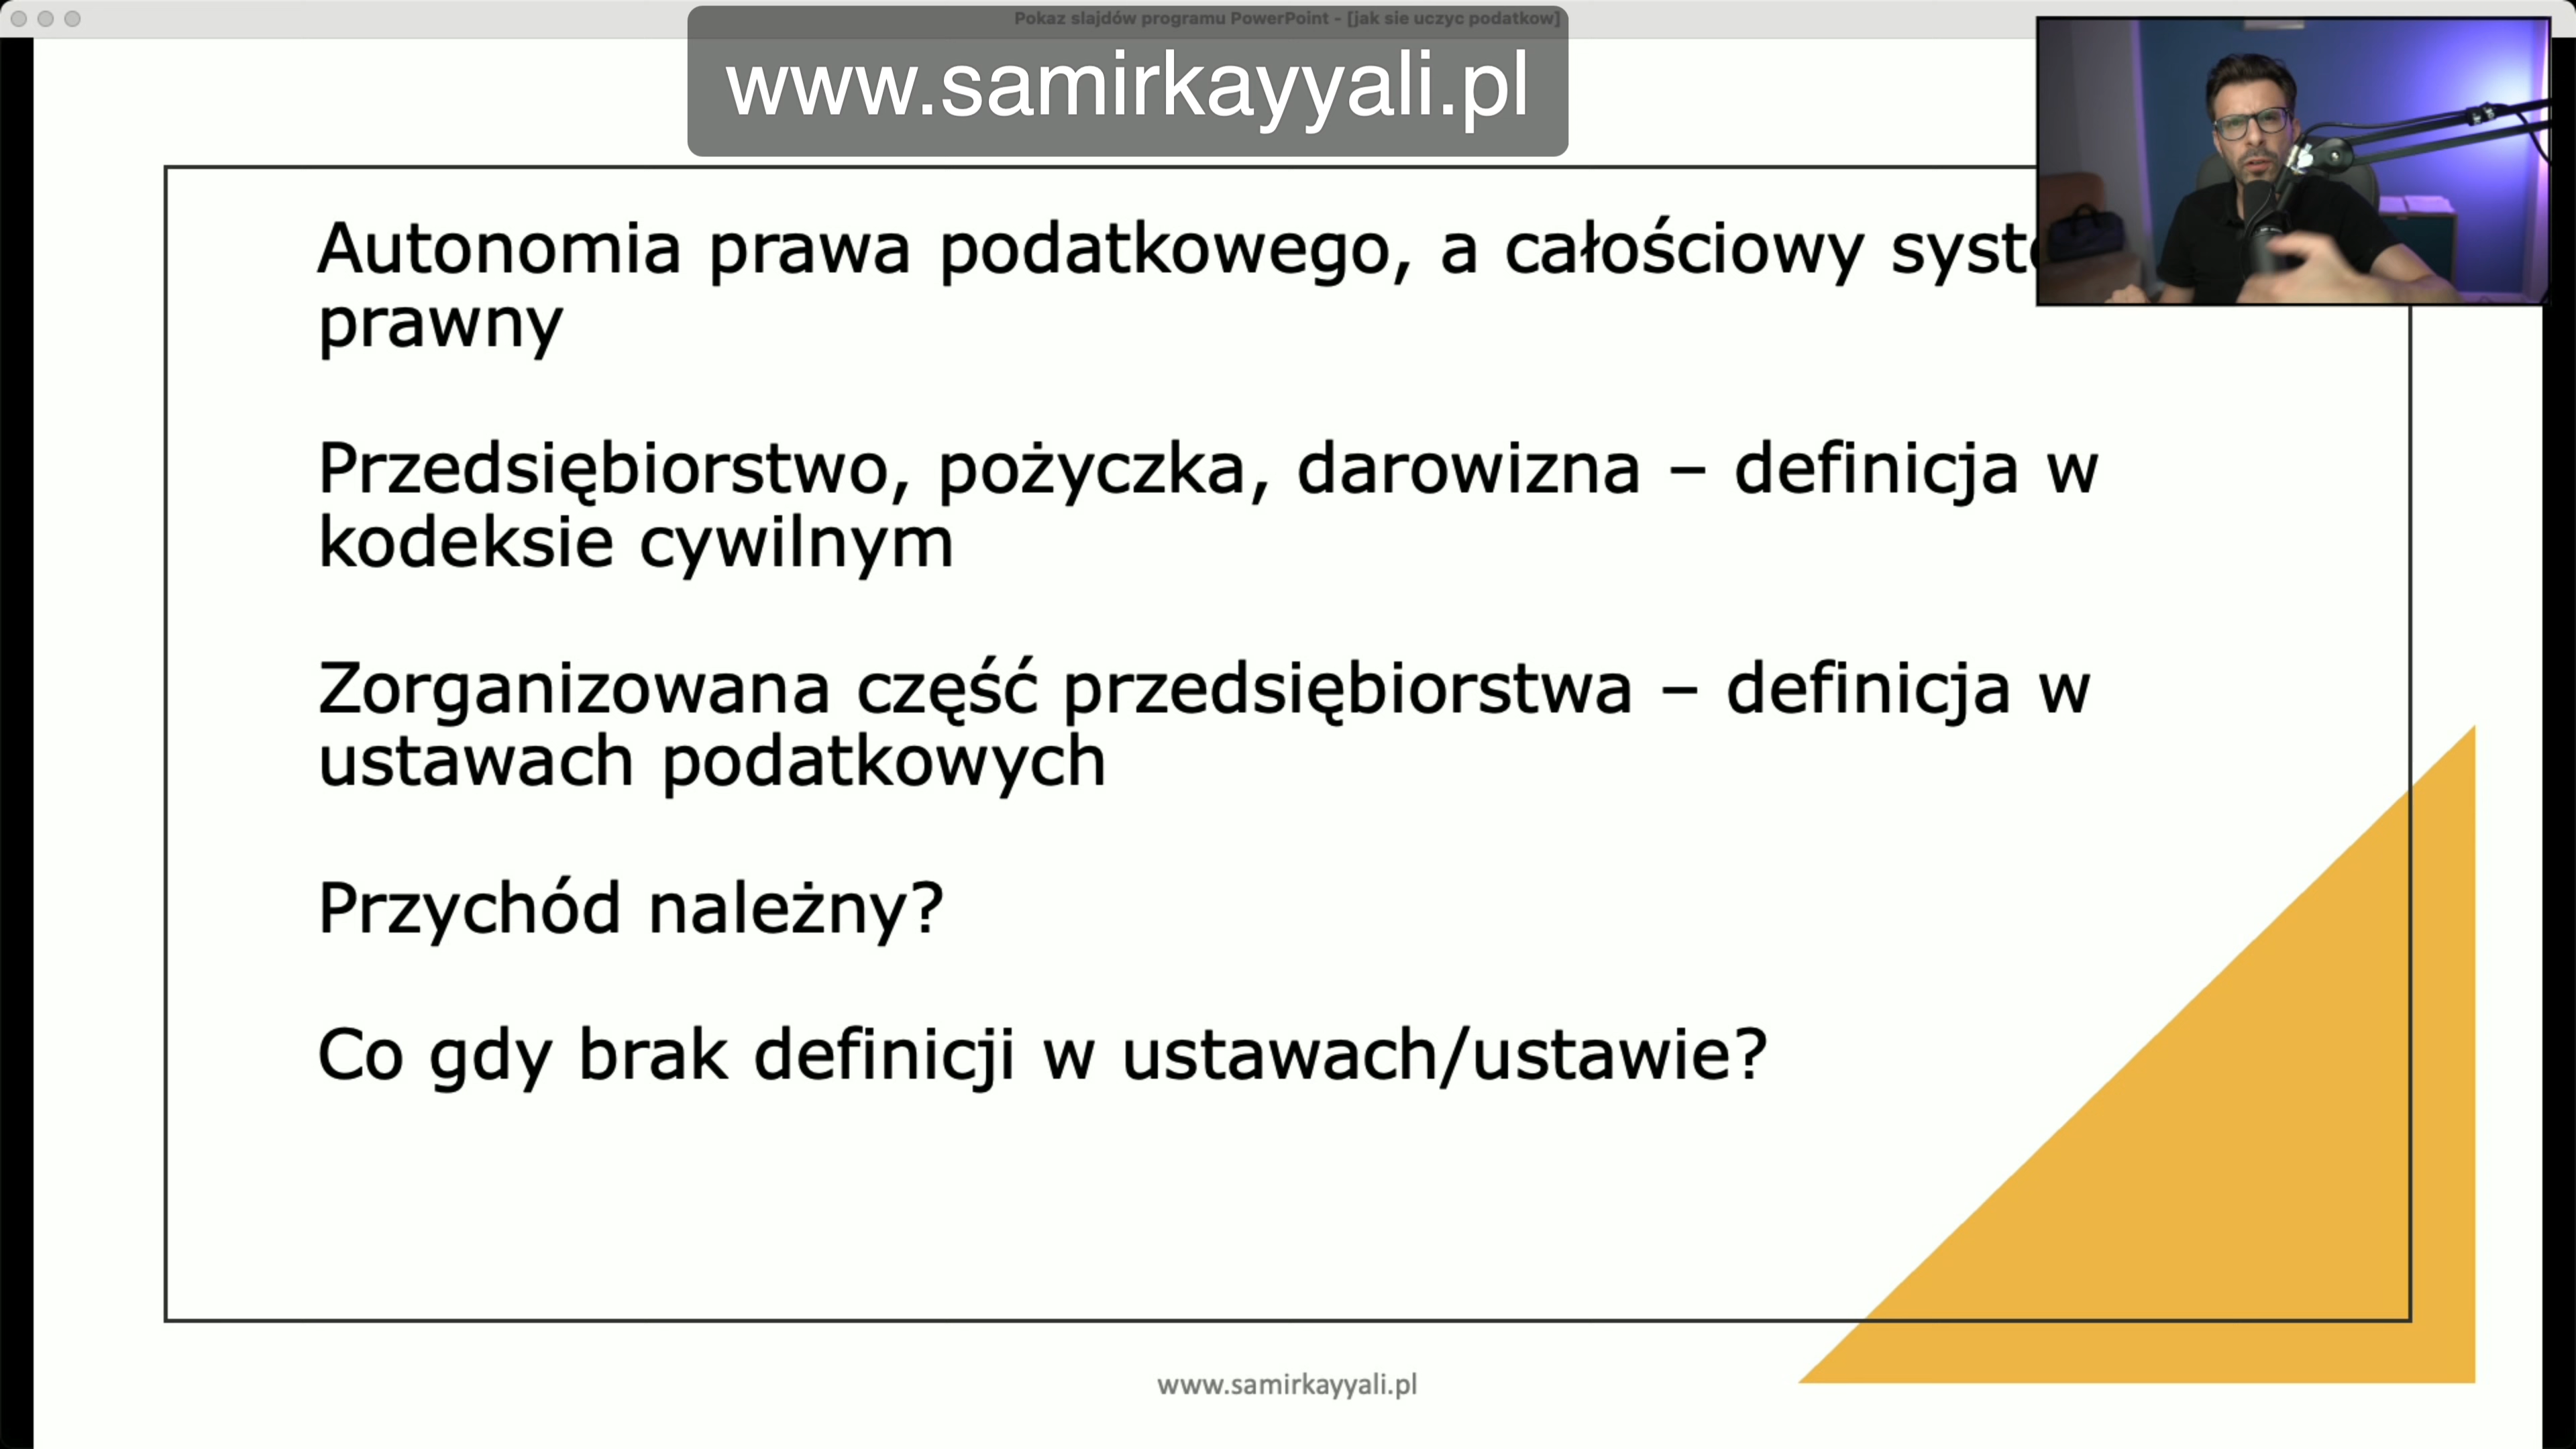 Pokaz slajdów programu PowerPoint - [jak sie uczyc podatkow]
www.samirkayyali.pl
Autonomia prawa podatkowego, a całościowy
prawny
Przedsiębiorstwo, pożyczka, darowizna – definicja w
kodeksie cywilnym
Zorganizowana część przedsiębiorstwa – definicja w
ustawach podatkowych
Przychód należny?
Co gdy brak definicji w ustawach/ustawie?
www.samirkayyali.pl